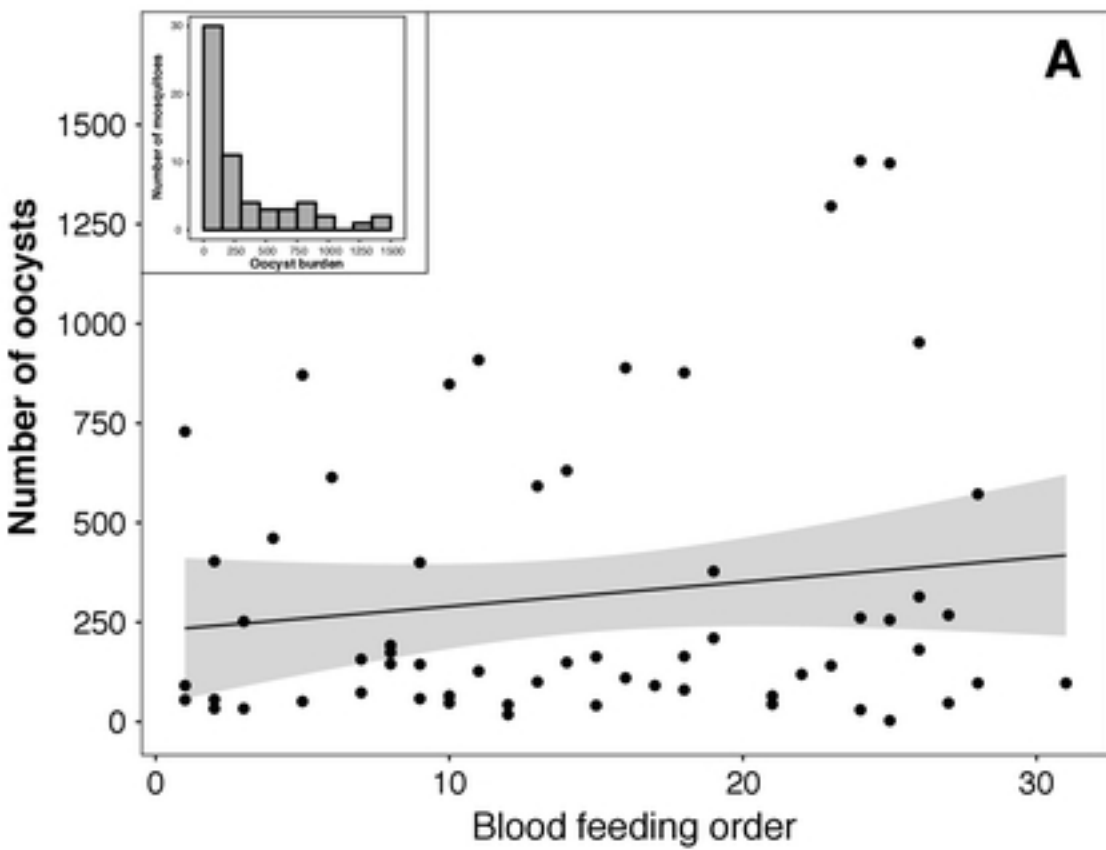 A
Number of mosquitoes
30
20
10
0
0 250 500 750 1000 1250 1500
Oocyst burden
Number of oocysts
1500
1250
1000
750
500
250
0
0 10 20 30
Blood feeding order